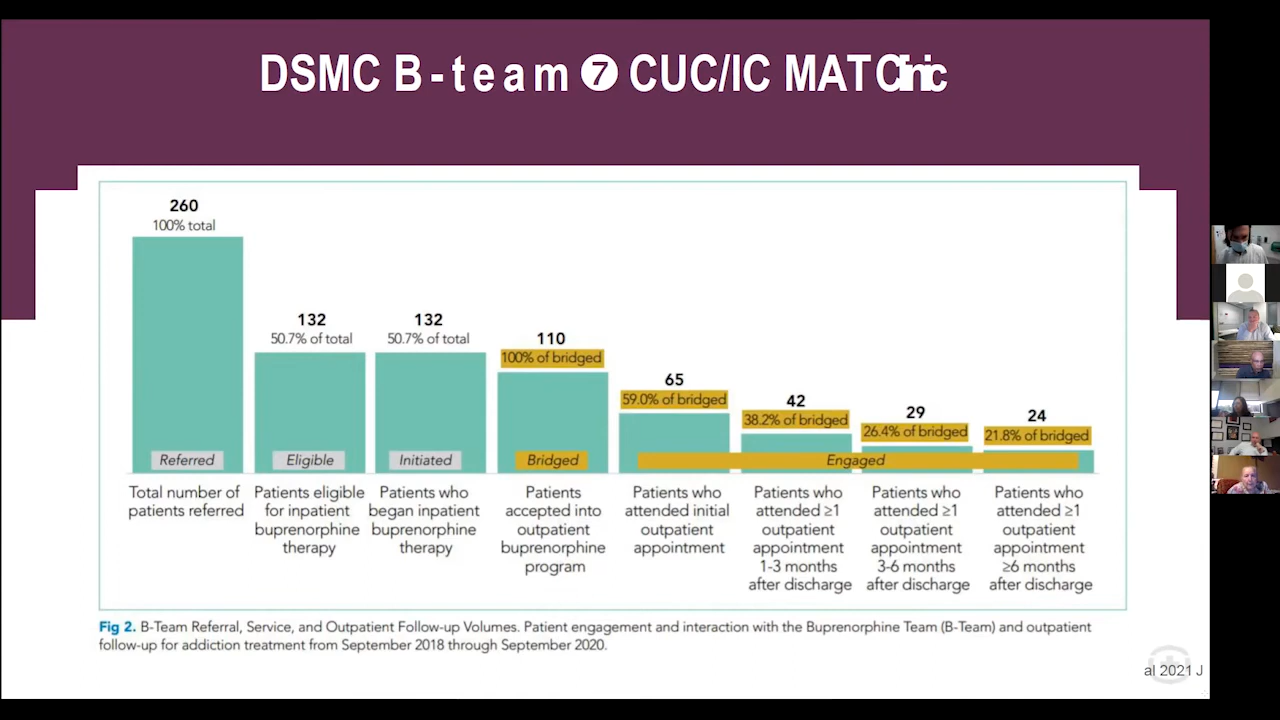 DSMC B-team ❼ CUC/IC MAT Clinic
260
100% total
132
50.7% of total
132
50.7% of total
110
100% of bridged
65
59.0% of bridged
42
38.2% of bridged
29
26.4% of bridged
24
21.8% of bridged
Referred
Eligible
Initiated
Bridged
Engaged
Total number of
patients referred
Patients eligible
for inpatient
buprenorphine
therapy
Patients who
began inpatient
buprenorphine
therapy
Patients
accepted into
outpatient
buprenorphine
program
Patients who
attended initial
outpatient
appointment
Patients who
attended ≥1
outpatient
appointment
1-3 months
after discharge
Patients who
attended ≥1
outpatient
appointment
3-6 months
after discharge
Patients who
attended ≥1
outpatient
appointment
≥6 months
after discharge
Fig 2. B-Team Referral, Service, and Outpatient Follow-up Volumes. Patient engagement and interaction with the Buprenorphine Team (B-Team) and outpatient
follow-up for addiction treatment from September 2018 through September 2020.
al 2021 J